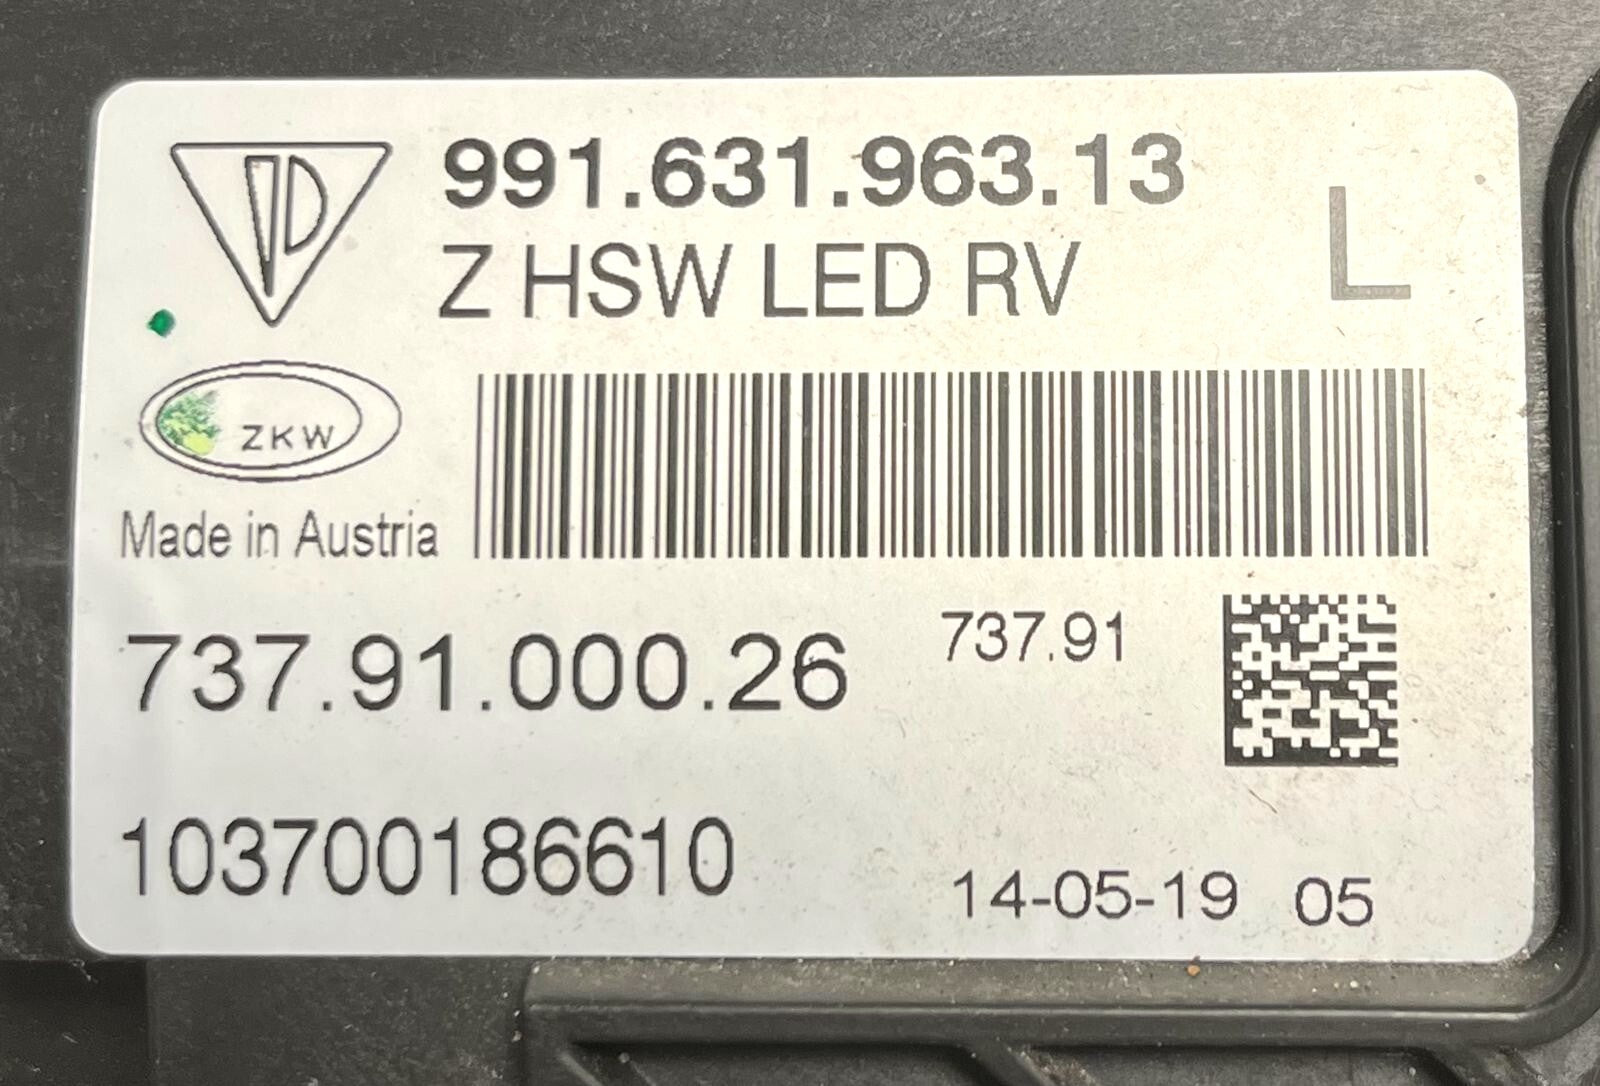 991.631.963.13
Z HSW LED RV
L
ZKW
Made in Austria
737.91.000.26
737.91
103700186610
14-05-19 05